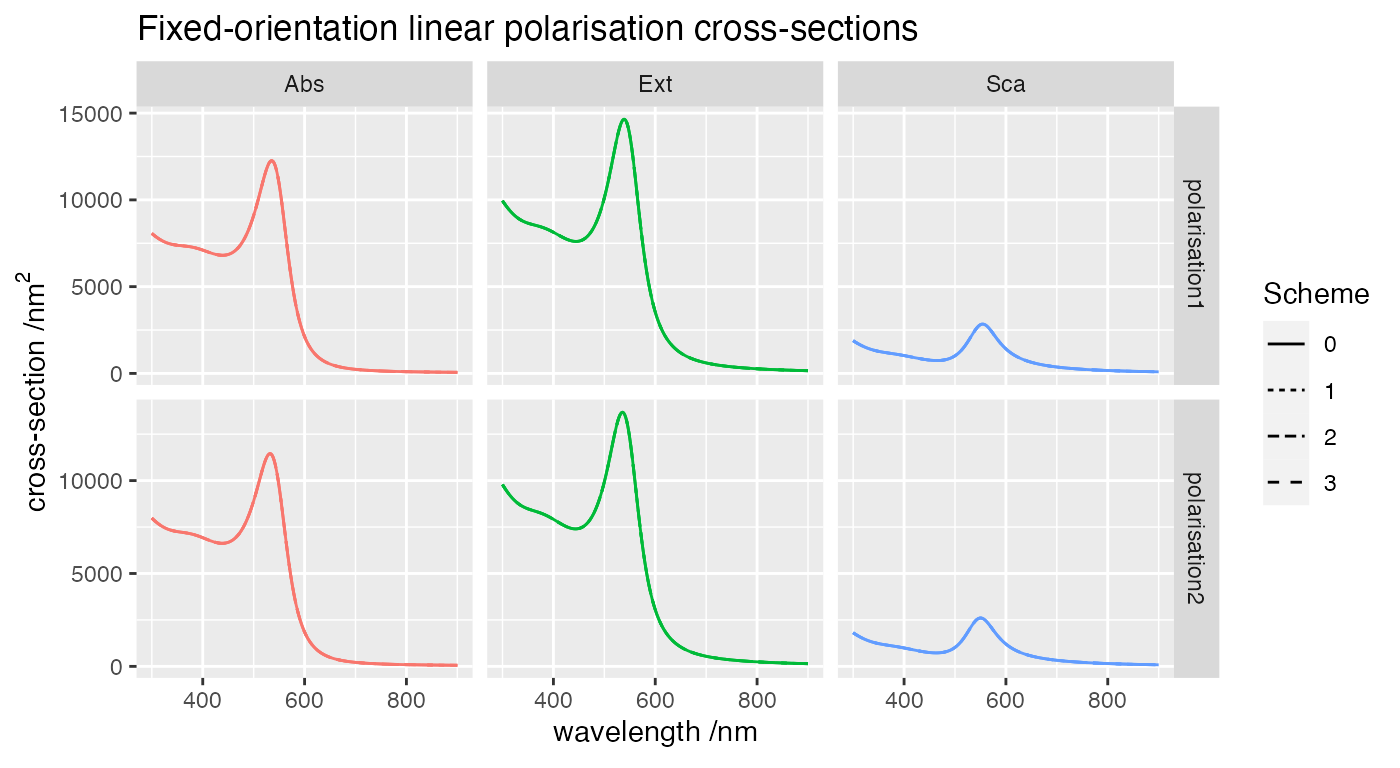 Fixed-orientation linear polarisation cross-sections
Abs Ext Sca
15000
10000
5000
0
polarisation1
10000
5000
0
polarisation2
cross-section /nm²
400 600 800 400 600 800 400 600 800
wavelength /nm
Scheme
0
1
2
3